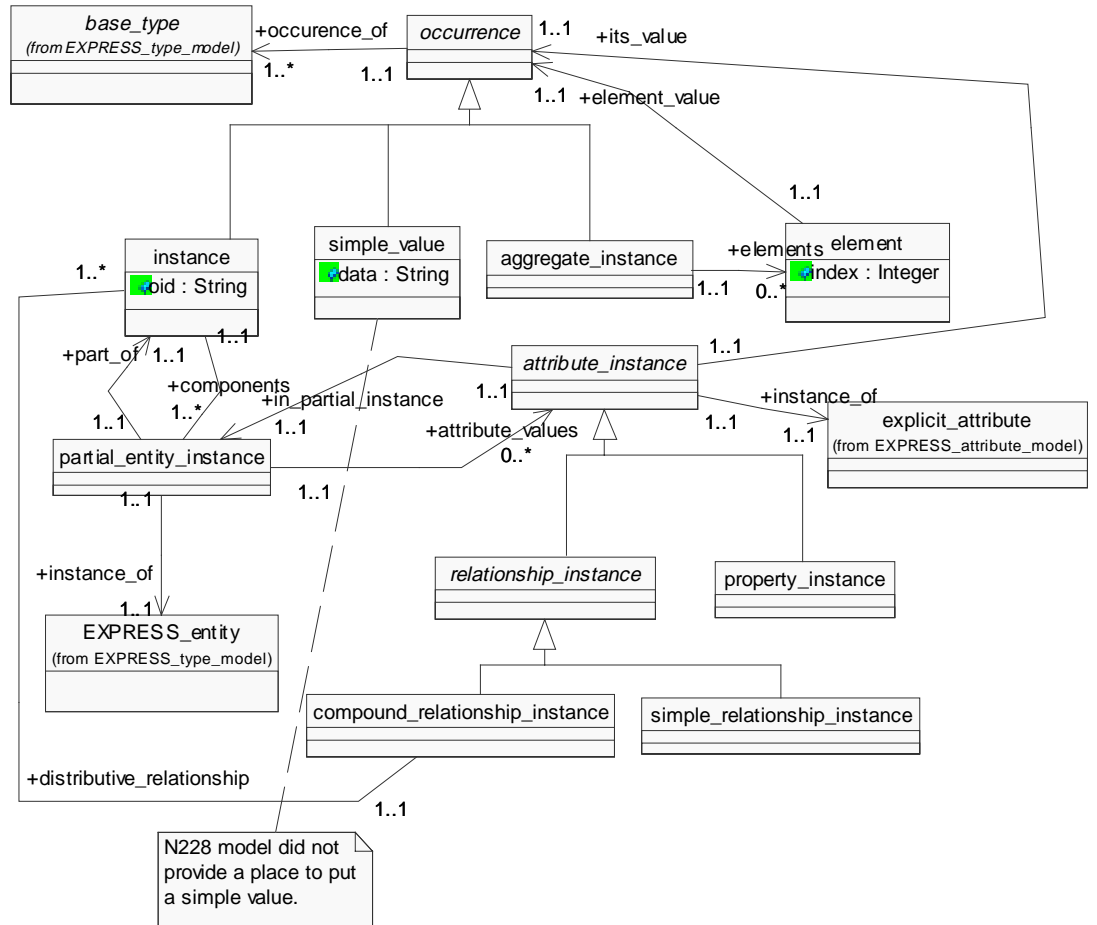 base_type
(from EXPRESS_type_model)
+occurence_of
1..*
1..1
occurrence
1..1
+its_value
1..1
+element_value
1..1
instance
oid : String
1..*
simple_value
data : String
aggregate_instance
1..1
+elements
0..*
element
index : Integer
+part_of
1..1
1..1
1..1
+components
1..*
+in_partial_instance
1..1
1..1
attribute_instance
1..1
+instance_of
1..1
1..1
explicit_attribute
(from EXPRESS_attribute_model)
+attribute_values
0..*
1..1
partial_entity_instance
1..1
+instance_of
1..1
EXPRESS_entity
(from EXPRESS_type_model)
relationship_instance
property_instance
compound_relationship_instance
simple_relationship_instance
+distributive_relationship
1..1
N228 model did not
provide a place to put
a simple value.